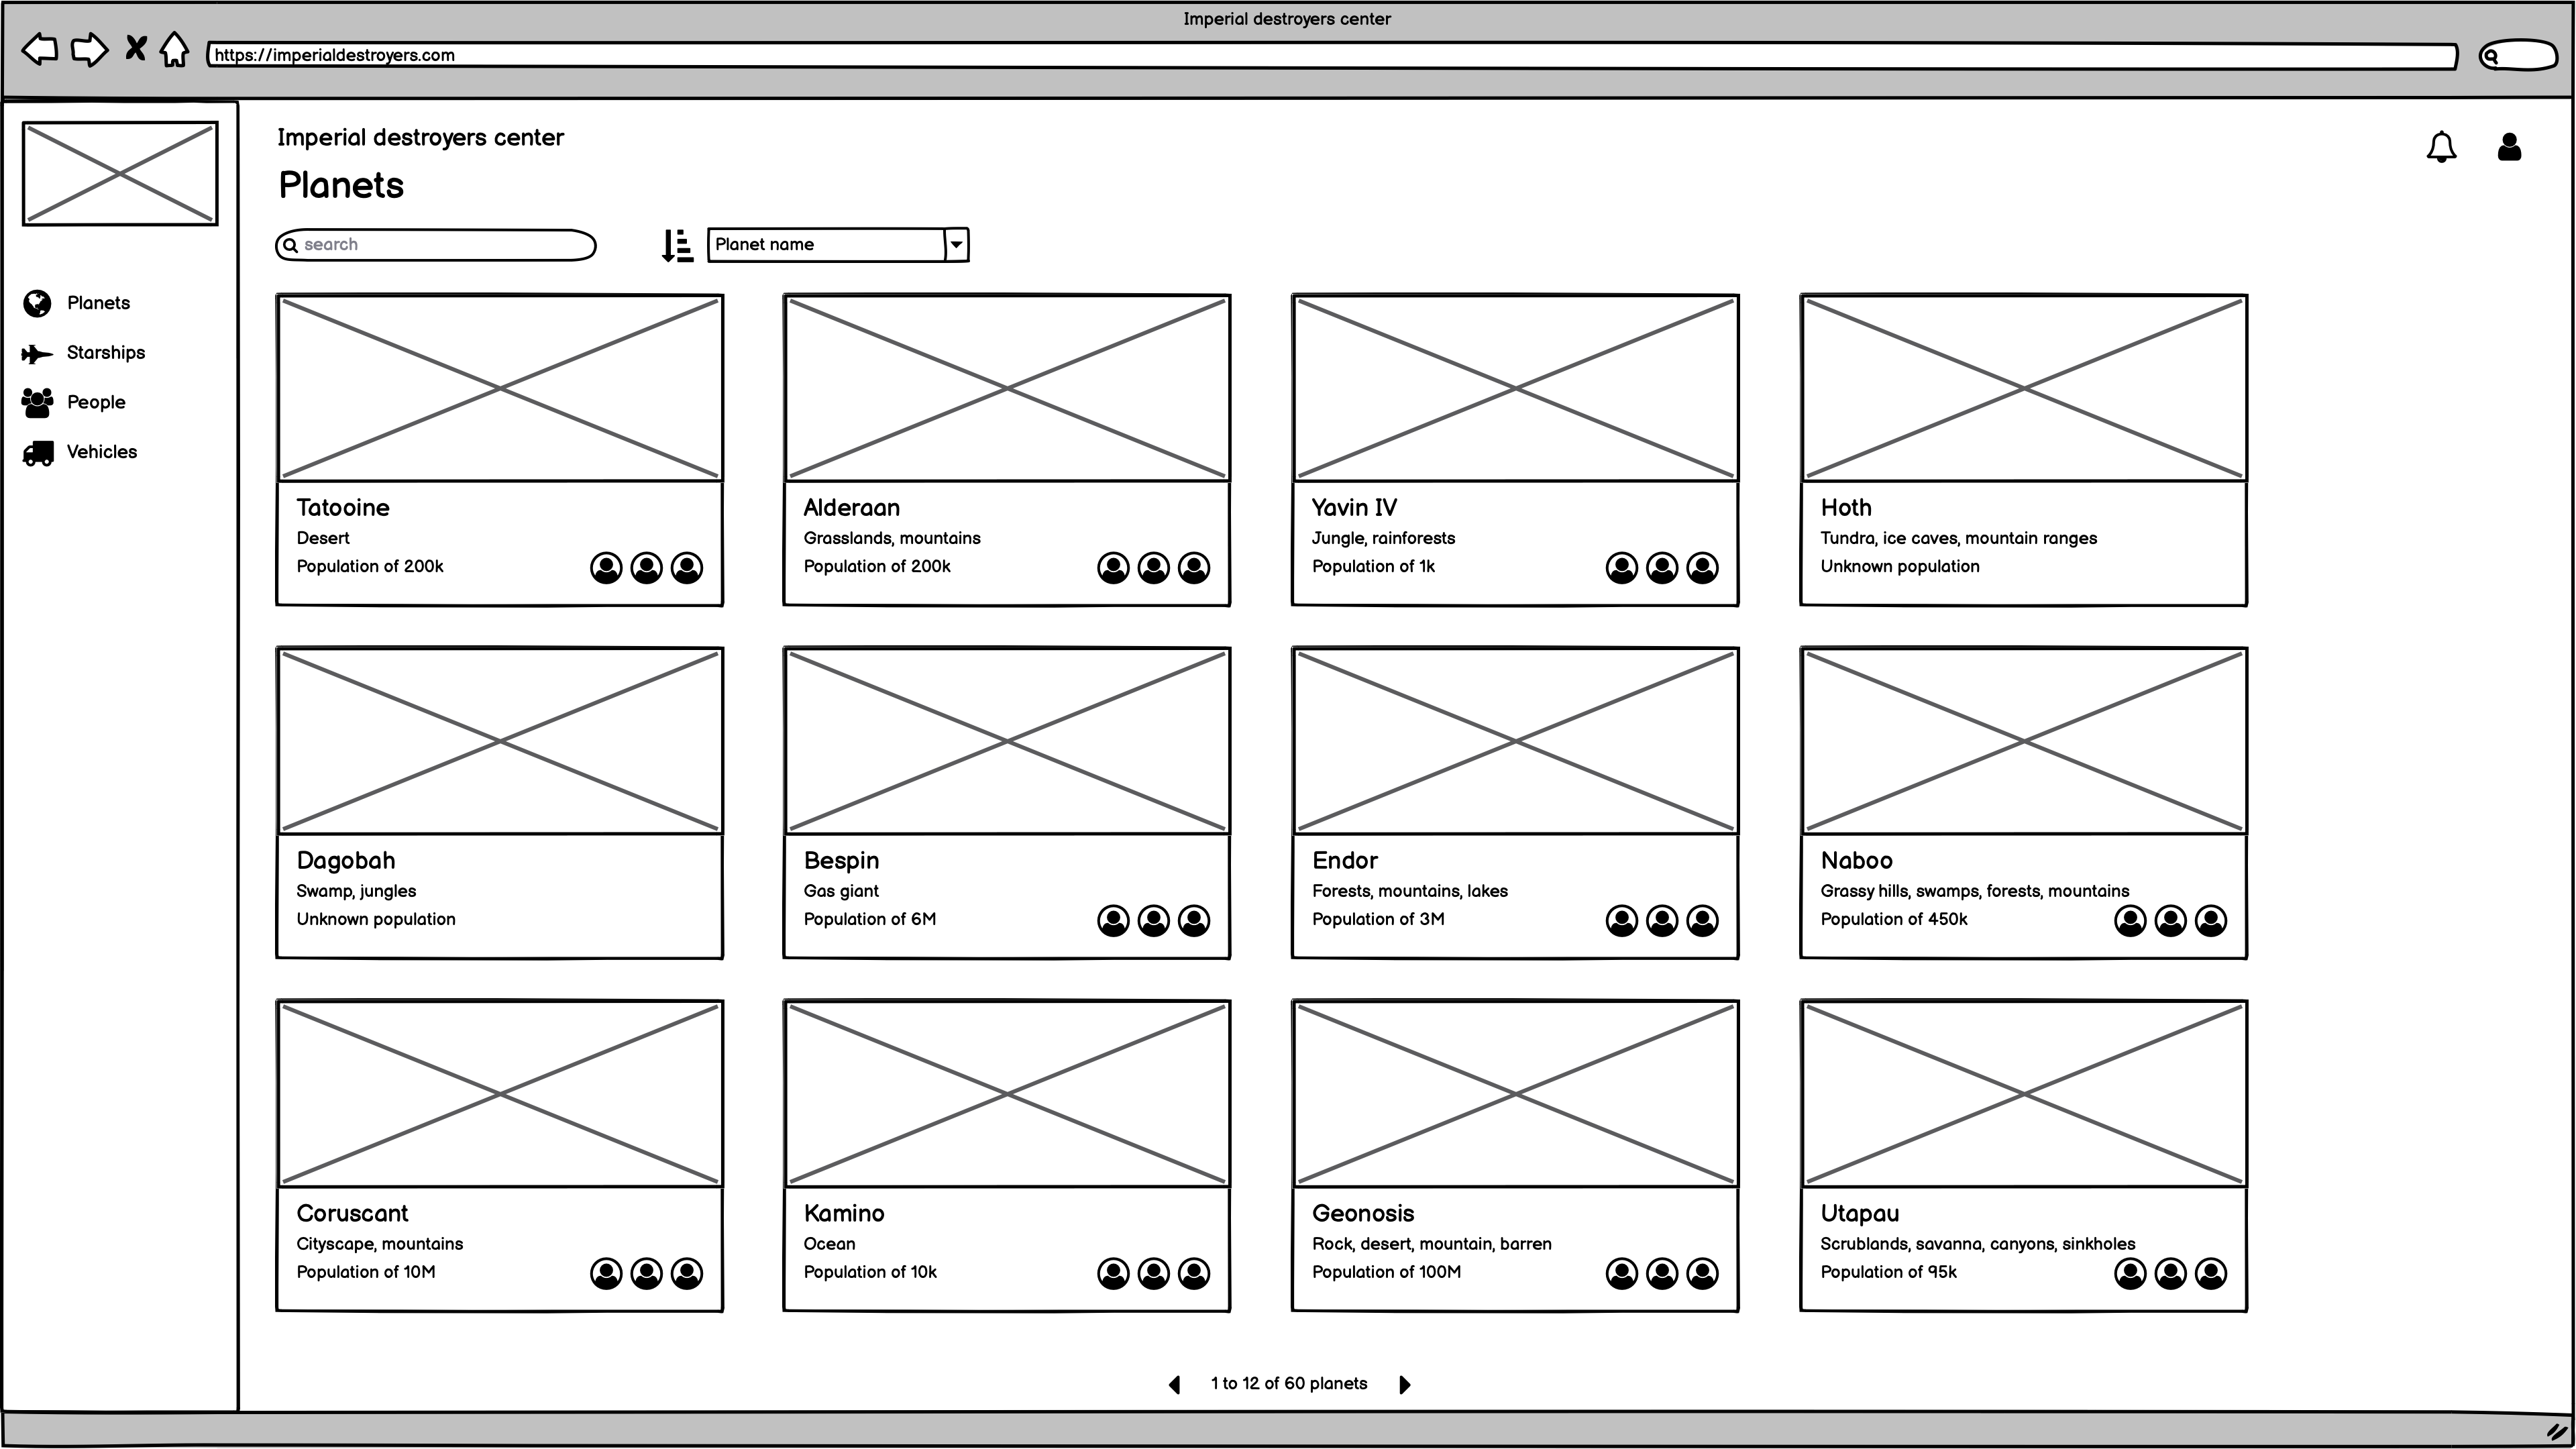 Imperial destroyers center
https://imperialdestroyers.com
Imperial destroyers center
Planets
search
Planet name
Planets
Starships
People
Vehicles
Tatooine
Desert
Population of 200k
Alderaan
Grasslands, mountains
Population of 200k
Yavin IV
Jungle, rainforests
Population of 1k
Hoth
Tundra, ice caves, mountain ranges
Unknown population
Dagobah
Swamp, jungles
Unknown population
Bespin
Gas giant
Population of 6M
Endor
Forests, mountains, lakes
Population of 3M
Naboo
Grassy hills, swamps, forests, mountains
Population of 450k
Coruscant
Cityscape, mountains
Population of 10M
Kamino
Ocean
Population of 10k
Geonosis
Rock, desert, mountain, barren
Population of 100M
Utapau
Scrublands, savanna, canyons, sinkholes
Population of 95k
1 to 12 of 60 planets